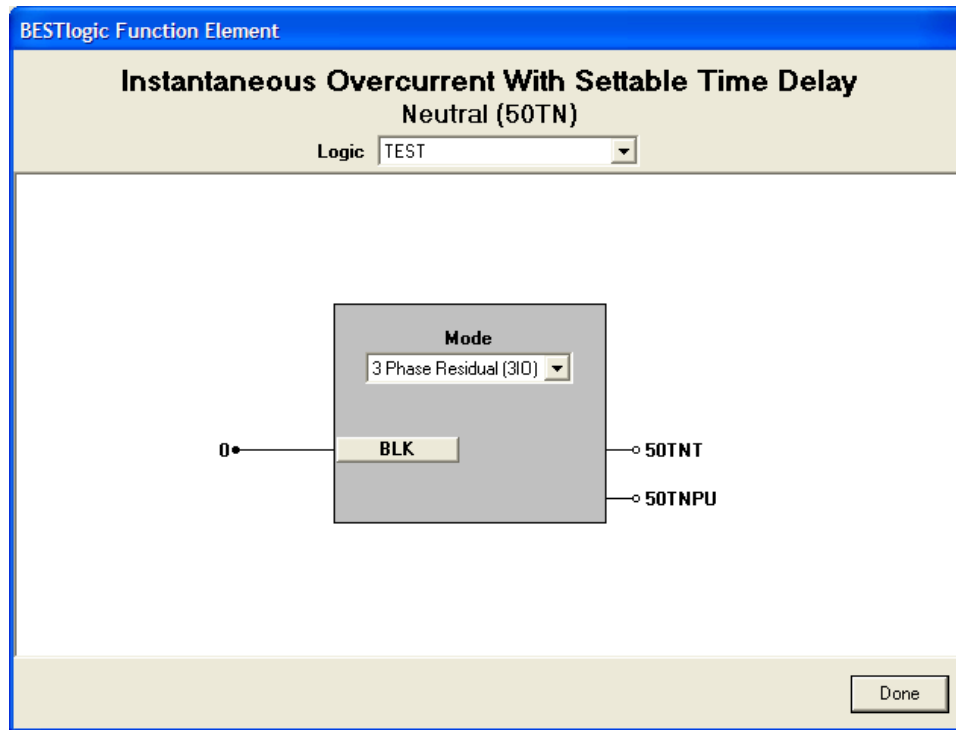 BESTlogic Function Element
Instantaneous Overcurrent With Settable Time Delay
Neutral (50TN)
Logic TEST
Mode
3 Phase Residual (3IO)
0 BLK 50TNT
50TNPU
Done